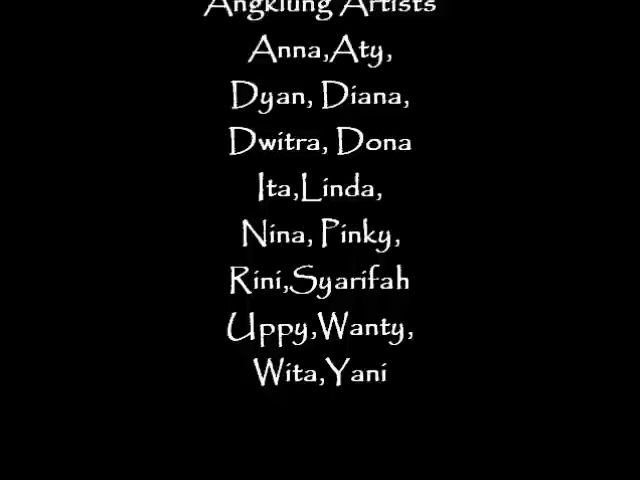 Angklung Artists
Anna,Aty,
Dyan, Diana,
Dwitra, Dona
Ita,Linda,
Nina, Pinky,
Rini,Syarifah
Uppy,Wanty,
Wita,Yani